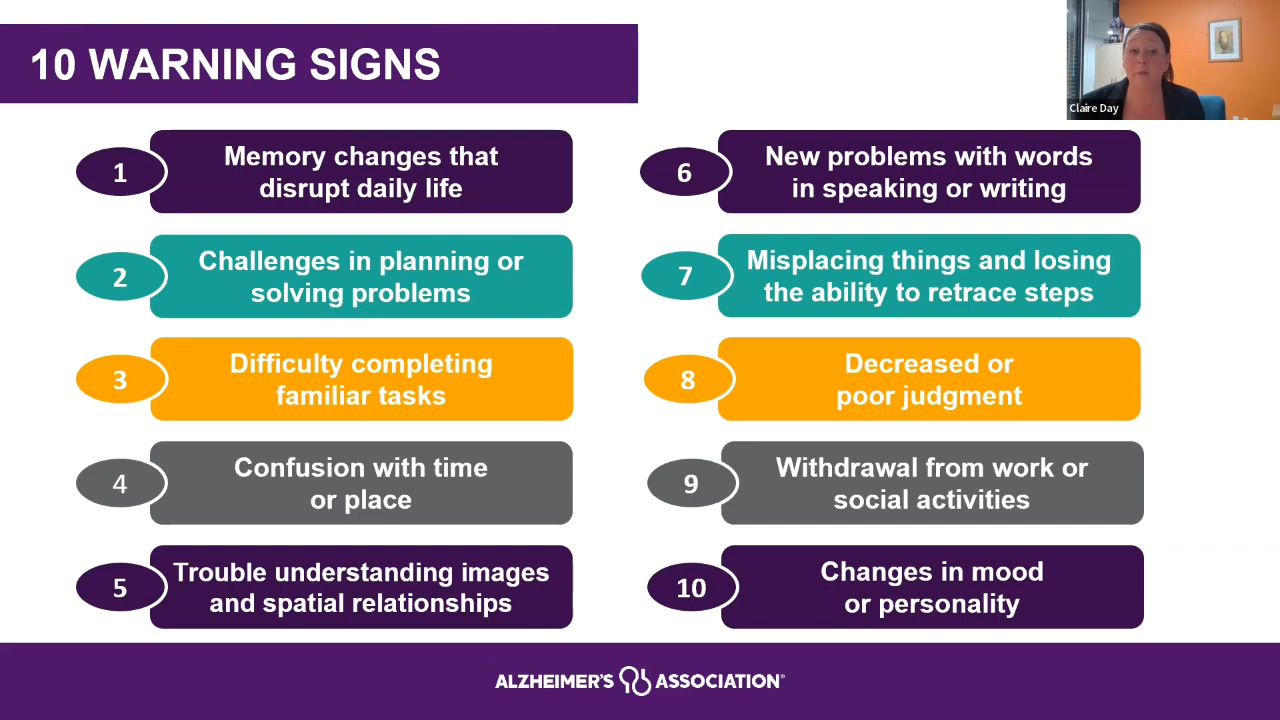 10 WARNING SIGNS
Claire Day
1
Memory changes that
disrupt daily life
2
Challenges in planning or
solving problems
3
Difficulty completing
familiar tasks
4
Confusion with time
or place
5
Trouble understanding images
and spatial relationships
6
New problems with words
in speaking or writing
7
Misplacing things and losing
the ability to retrace steps
8
Decreased or
poor judgment
9
Withdrawal from work or
social activities
10
Changes in mood
or personality
ALZHEIMER'S ASSOCIATION®